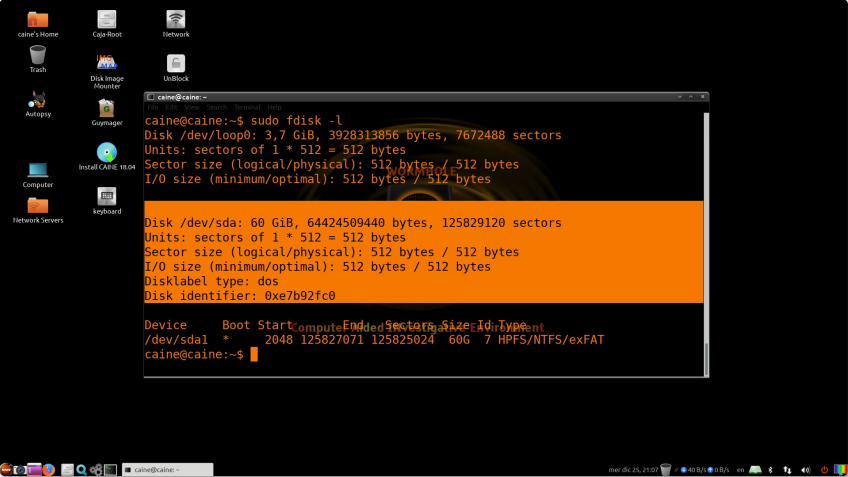 caine's Home
Caja-Root
Network
Trash
Disk Image
Mounter
UnBlock
Autopsy
Guymager
Install CAINE 18.04
Computer
keyboard
Network Servers
caine@caine: ~
File Edit View Search Terminal Help
caine@caine:~$ sudo fdisk -l
Disk /dev/loop0: 3,7 GiB, 3928313856 bytes, 7672488 sectors
Units: sectors of 1 * 512 = 512 bytes
Sector size (logical/physical): 512 bytes / 512 bytes
I/O size (minimum/optimal): 512 bytes / 512 bytes
WORMHOLE
Disk /dev/sda: 60 GiB, 64424509440 bytes, 125829120 sectors
Units: sectors of 1 * 512 = 512 bytes
Sector size (logical/physical): 512 bytes / 512 bytes
I/O size (minimum/optimal): 512 bytes / 512 bytes
Disklabel type: dos
Disk identifier: 0xe7b92fc0
Device Boot Start End Sectors Size Id Type
Computer Aided INvestigative Environment
/dev/sda1 * 2048 125827071 125825024 60G 7 HPFS/NTFS/exFAT
caine@caine:~$
caine@caine: ~
mer dic 25, 21:07
40 B/s 0 B/s
en